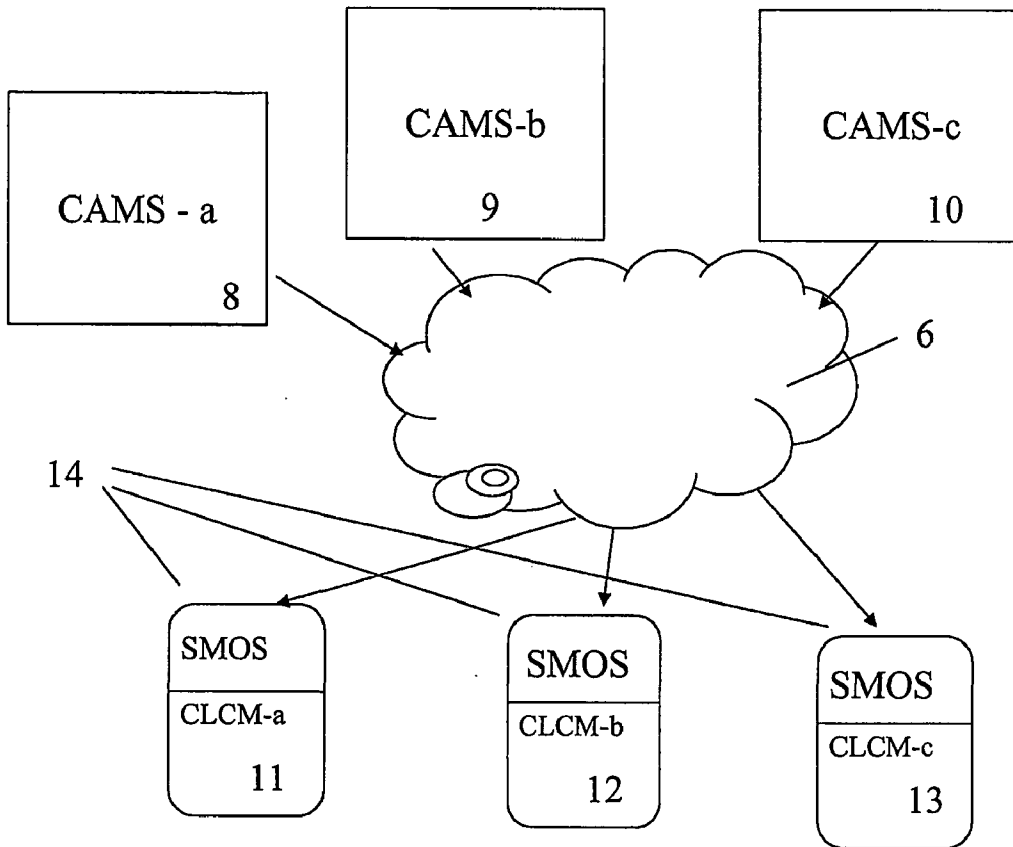 CAMS - a
8
CAMS-b
9
CAMS-c
10
6
14
SMOS
CLCM-a
11
SMOS
CLCM-b
12
SMOS
CLCM-c
13